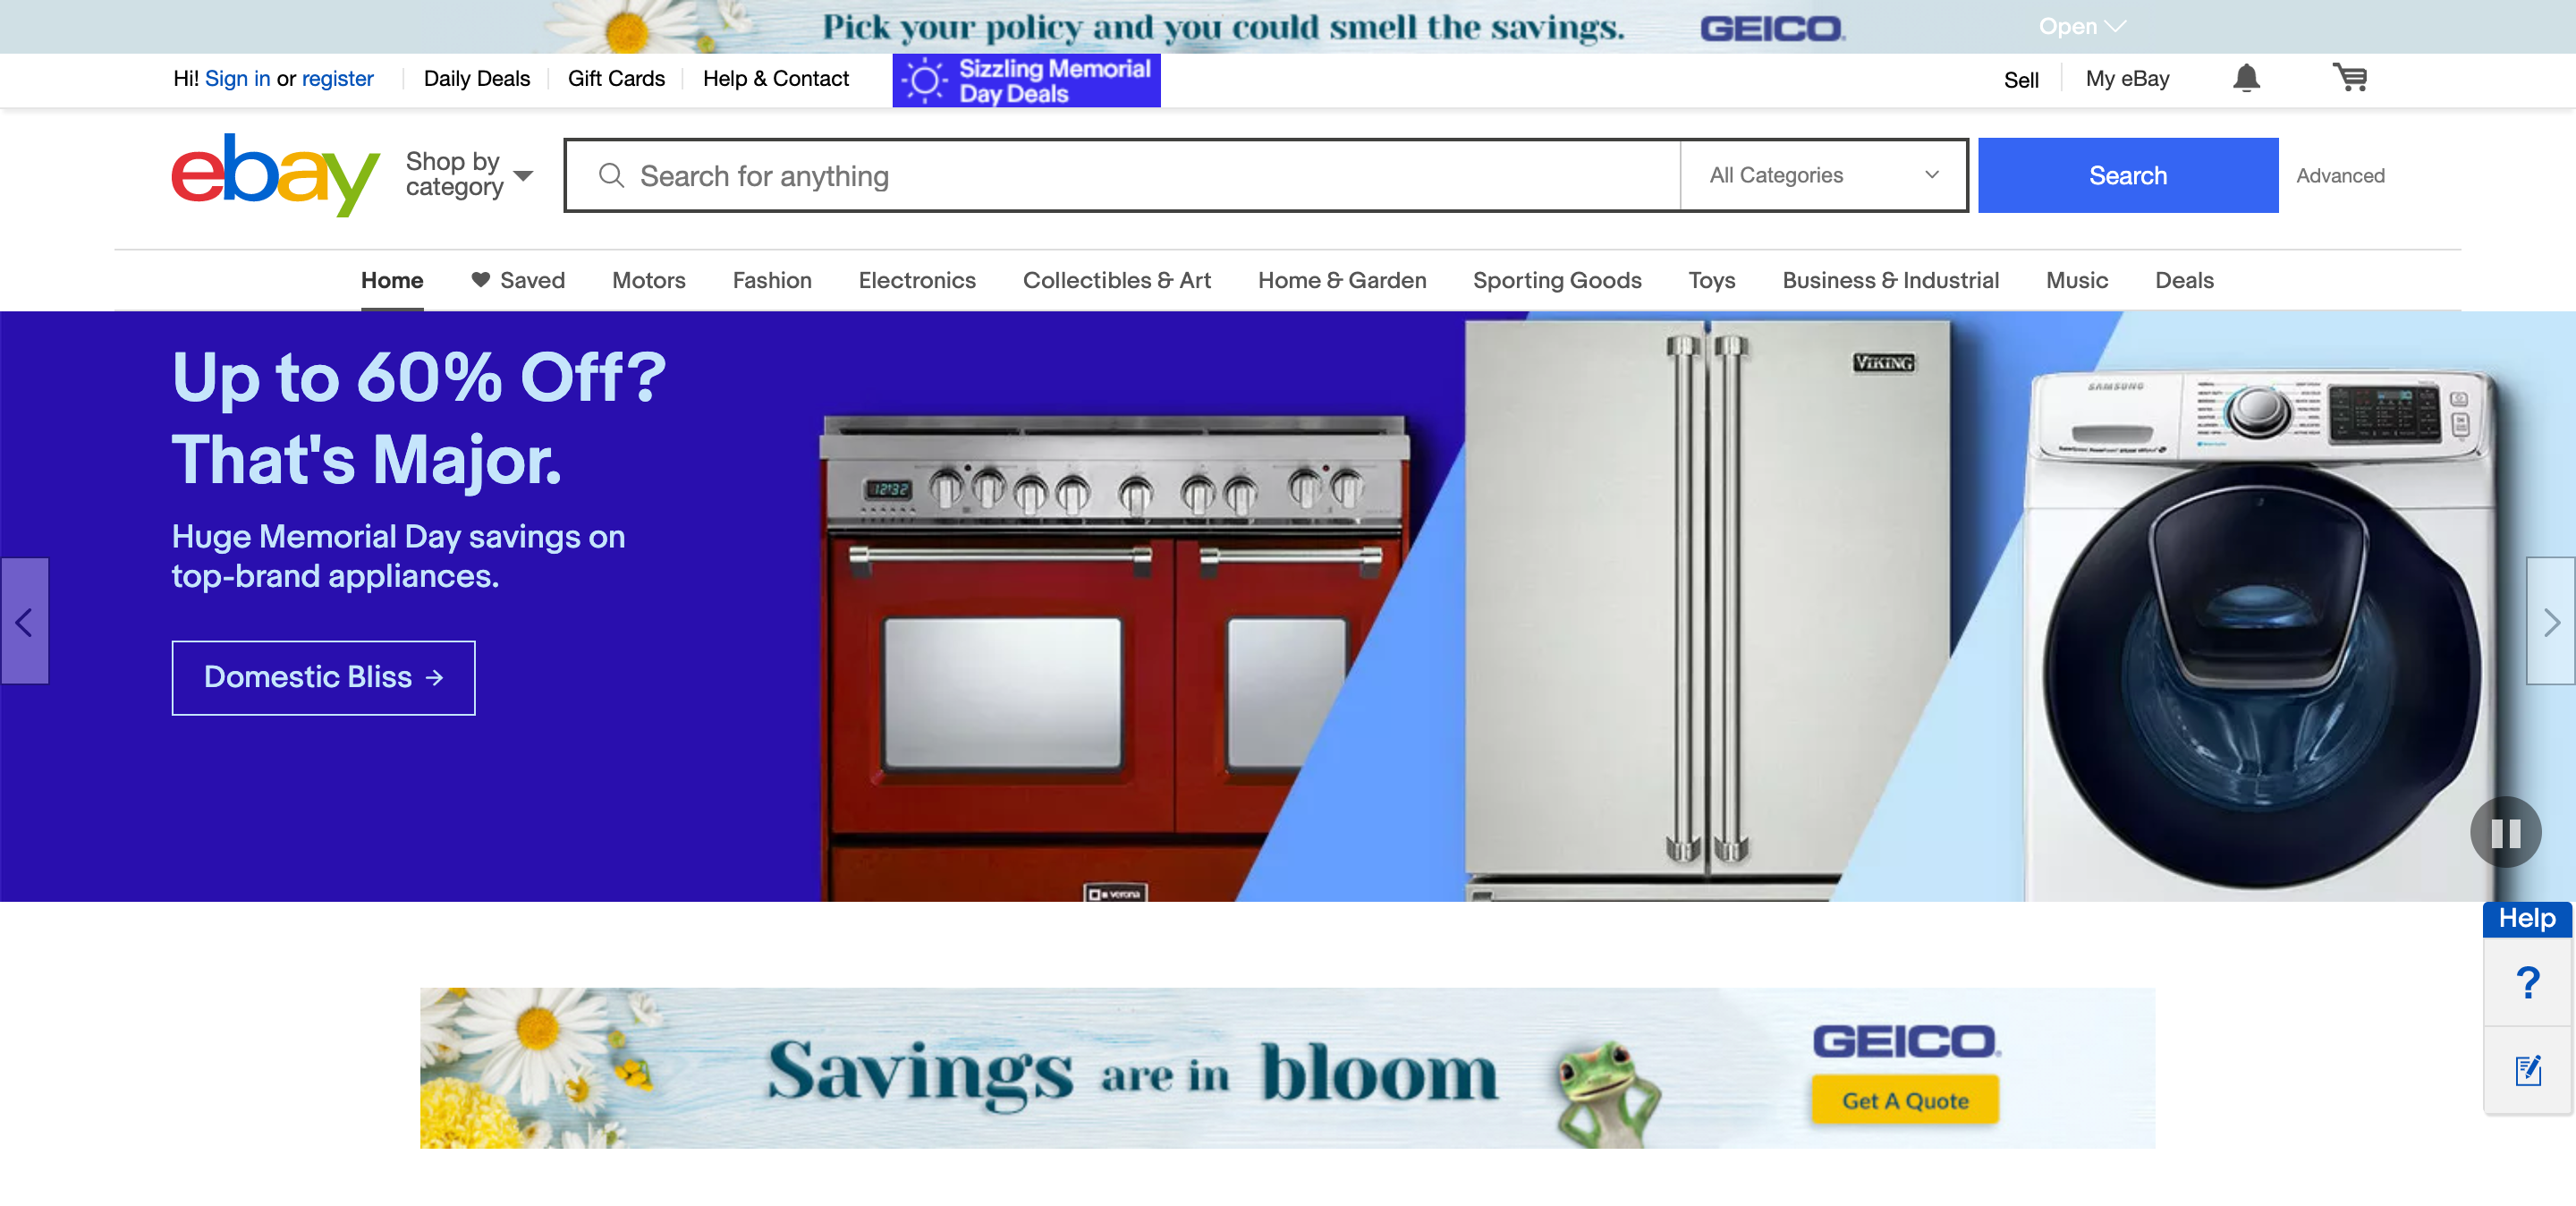 Pick your policy and you could smell the savings. GEICO. Open
Hi! Sign in or register Daily Deals Gift Cards Help & Contact
Sizzling Memorial
Day Deals
Sell My eBay
ebay
Shop by
category
Search for anything All Categories Search Advanced
Home Saved Motors Fashion Electronics Collectibles & Art Home & Garden Sporting Goods Toys Business & Industrial Music Deals
Up to 60% Off?
That's Major.
Huge Memorial Day savings on
top-brand appliances.
Domestic Bliss →
12:32
verona
VIKING
SAMSUNG
Help
?
Savings are in bloom
GEICO.
Get A Quote